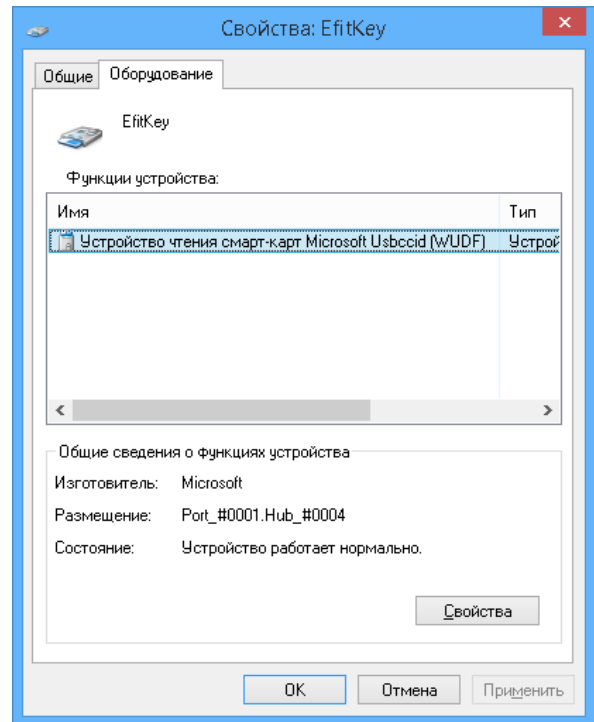 Свойства: EfitKey
Общие Оборудование
EfitKey
Функции устройства:
Имя Тип
Устройство чтения смарт-карт Microsoft Usbccid (WUDF) Устрой
Общие сведения о функциях устройства
Изготовитель: Microsoft
Размещение: Port_#0001.Hub_#0004
Состояние: Устройство работает нормально.
Свойства
OK Отмена Применить